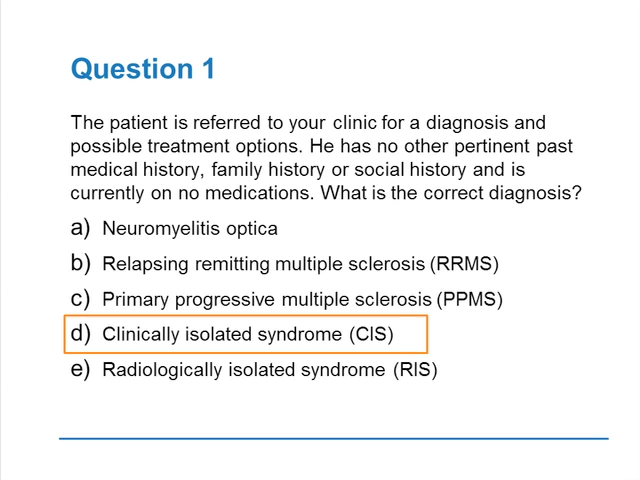 Question 1
The patient is referred to your clinic for a diagnosis and
possible treatment options. He has no other pertinent past
medical history, family history or social history and is
currently on no medications. What is the correct diagnosis?
a) Neuromyelitis optica
b) Relapsing remitting multiple sclerosis (RRMS)
c) Primary progressive multiple sclerosis (PPMS)
d) Clinically isolated syndrome (CIS)
e) Radiologically isolated syndrome (RIS)